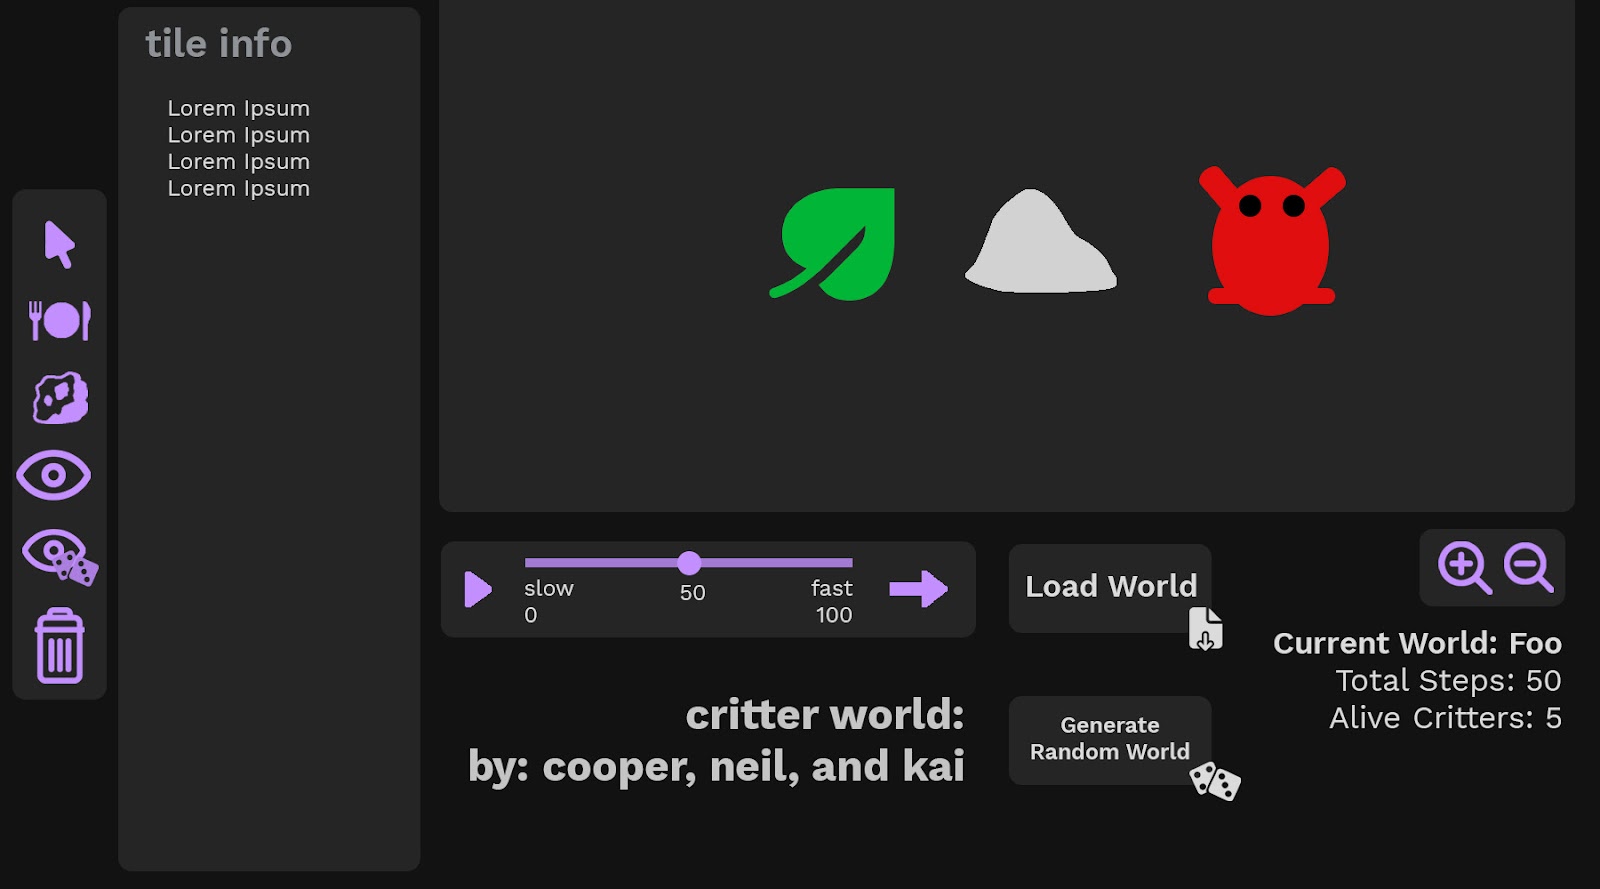 tile info
Lorem Ipsum
Lorem Ipsum
Lorem Ipsum
Lorem Ipsum
slow
50
fast
0
100
Load World
critter world:
by: cooper, neil, and kai
Generate
Random World
Current World: Foo
Total Steps: 50
Alive Critters: 5